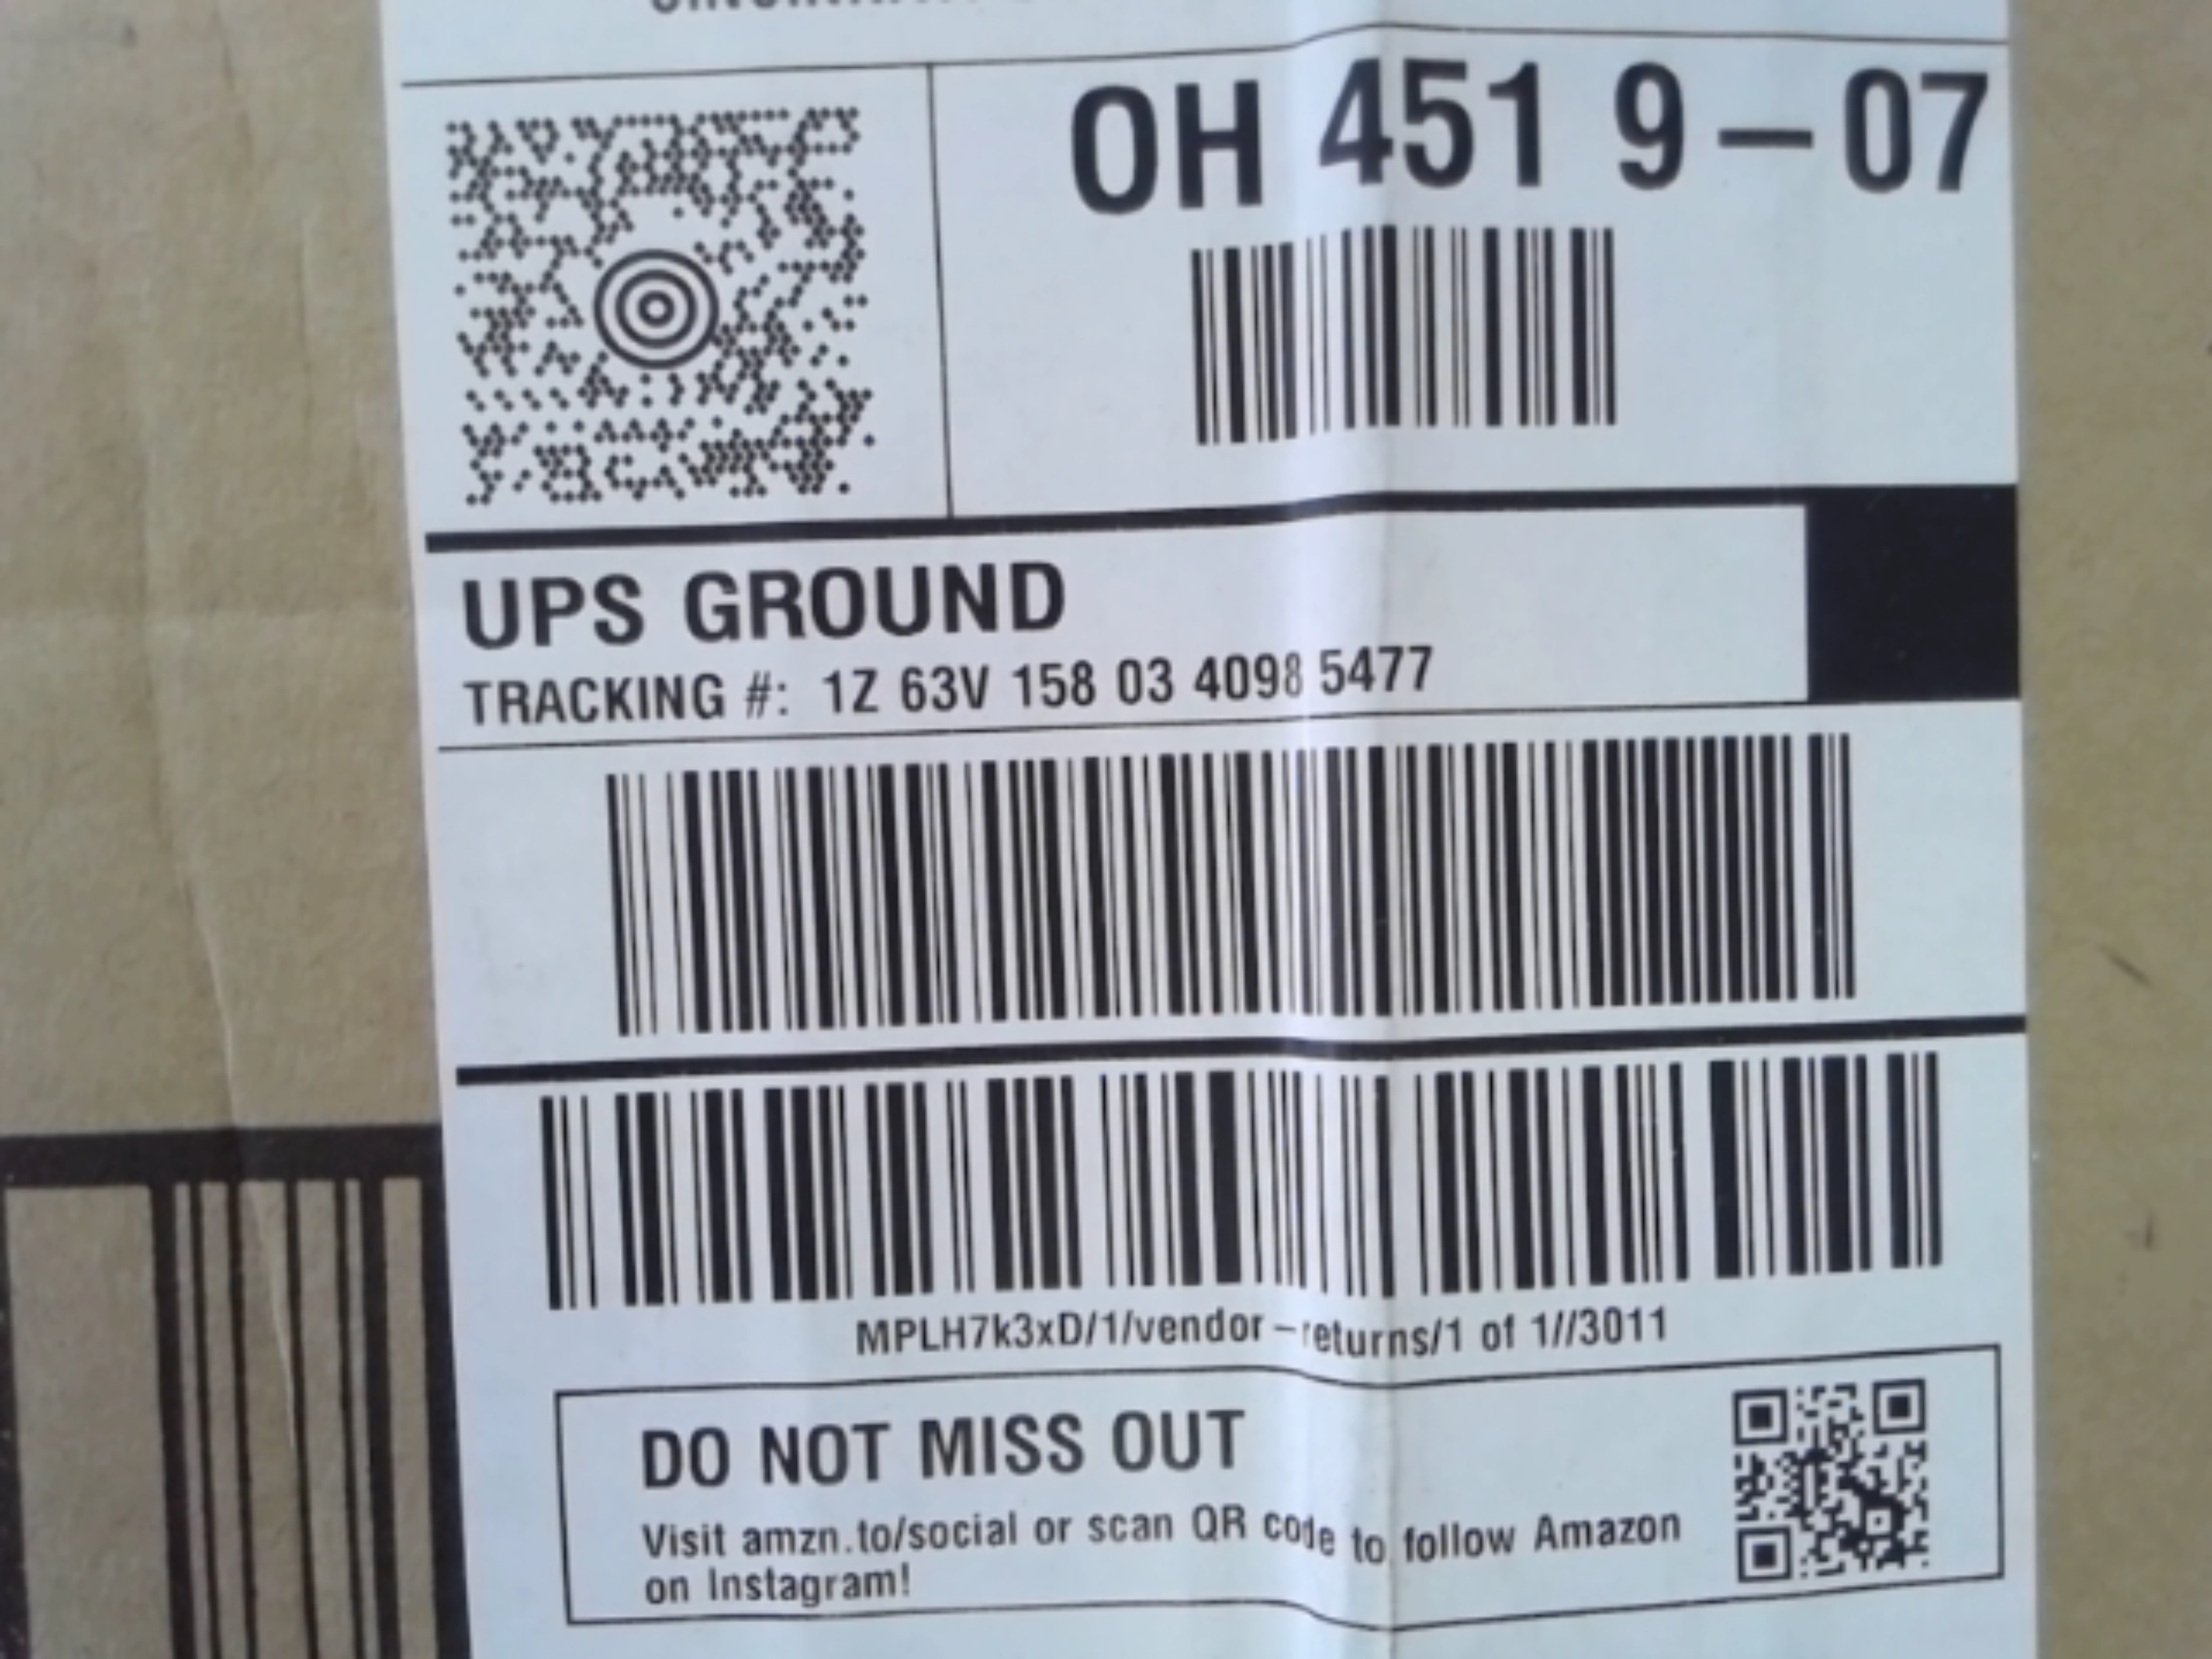 OH 451 9-07
UPS GROUND
TRACKING #: 1Z 63V 158 03 4098 5477
MPLH7k3xD/1/vendor-returns/1 of 1//3011
DO NOT MISS OUT
Visit amzn.to/social or scan QR code to follow Amazon
on Instagram!